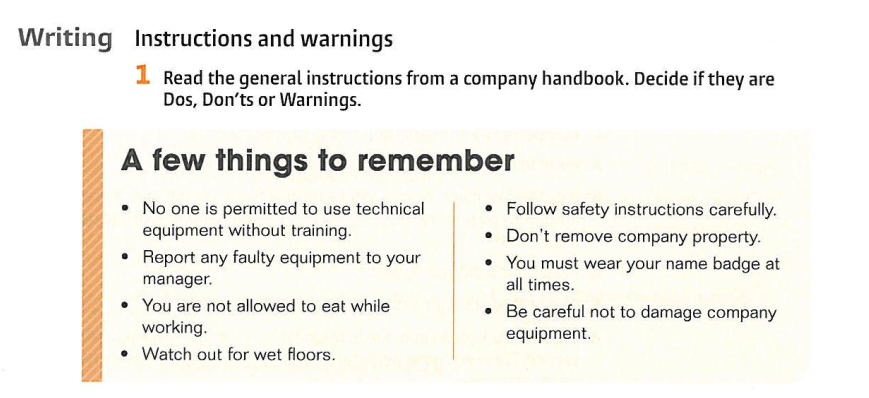 Writing Instructions and warnings
1 Read the general instructions from a company handbook. Decide if they are
Dos, Don'ts or Warnings.
A few things to remember
• No one is permitted to use technical
equipment without training.
• Report any faulty equipment to your
manager.
• You are not allowed to eat while
working.
• Watch out for wet floors.
• Follow safety instructions carefully.
• Don't remove company property.
• You must wear your name badge at
all times.
• Be careful not to damage company
equipment.